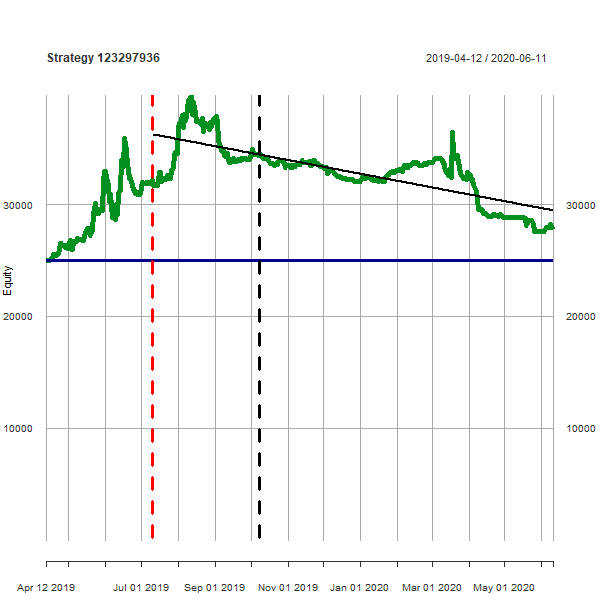 Strategy 123297936
2019-04-12 / 2020-06-11
30000
30000
Equity
20000
20000
10000
10000
Apr 12 2019
Jul 01 2019
Sep 01 2019
Nov 01 2019
Jan 01 2020
Mar 01 2020
May 01 2020